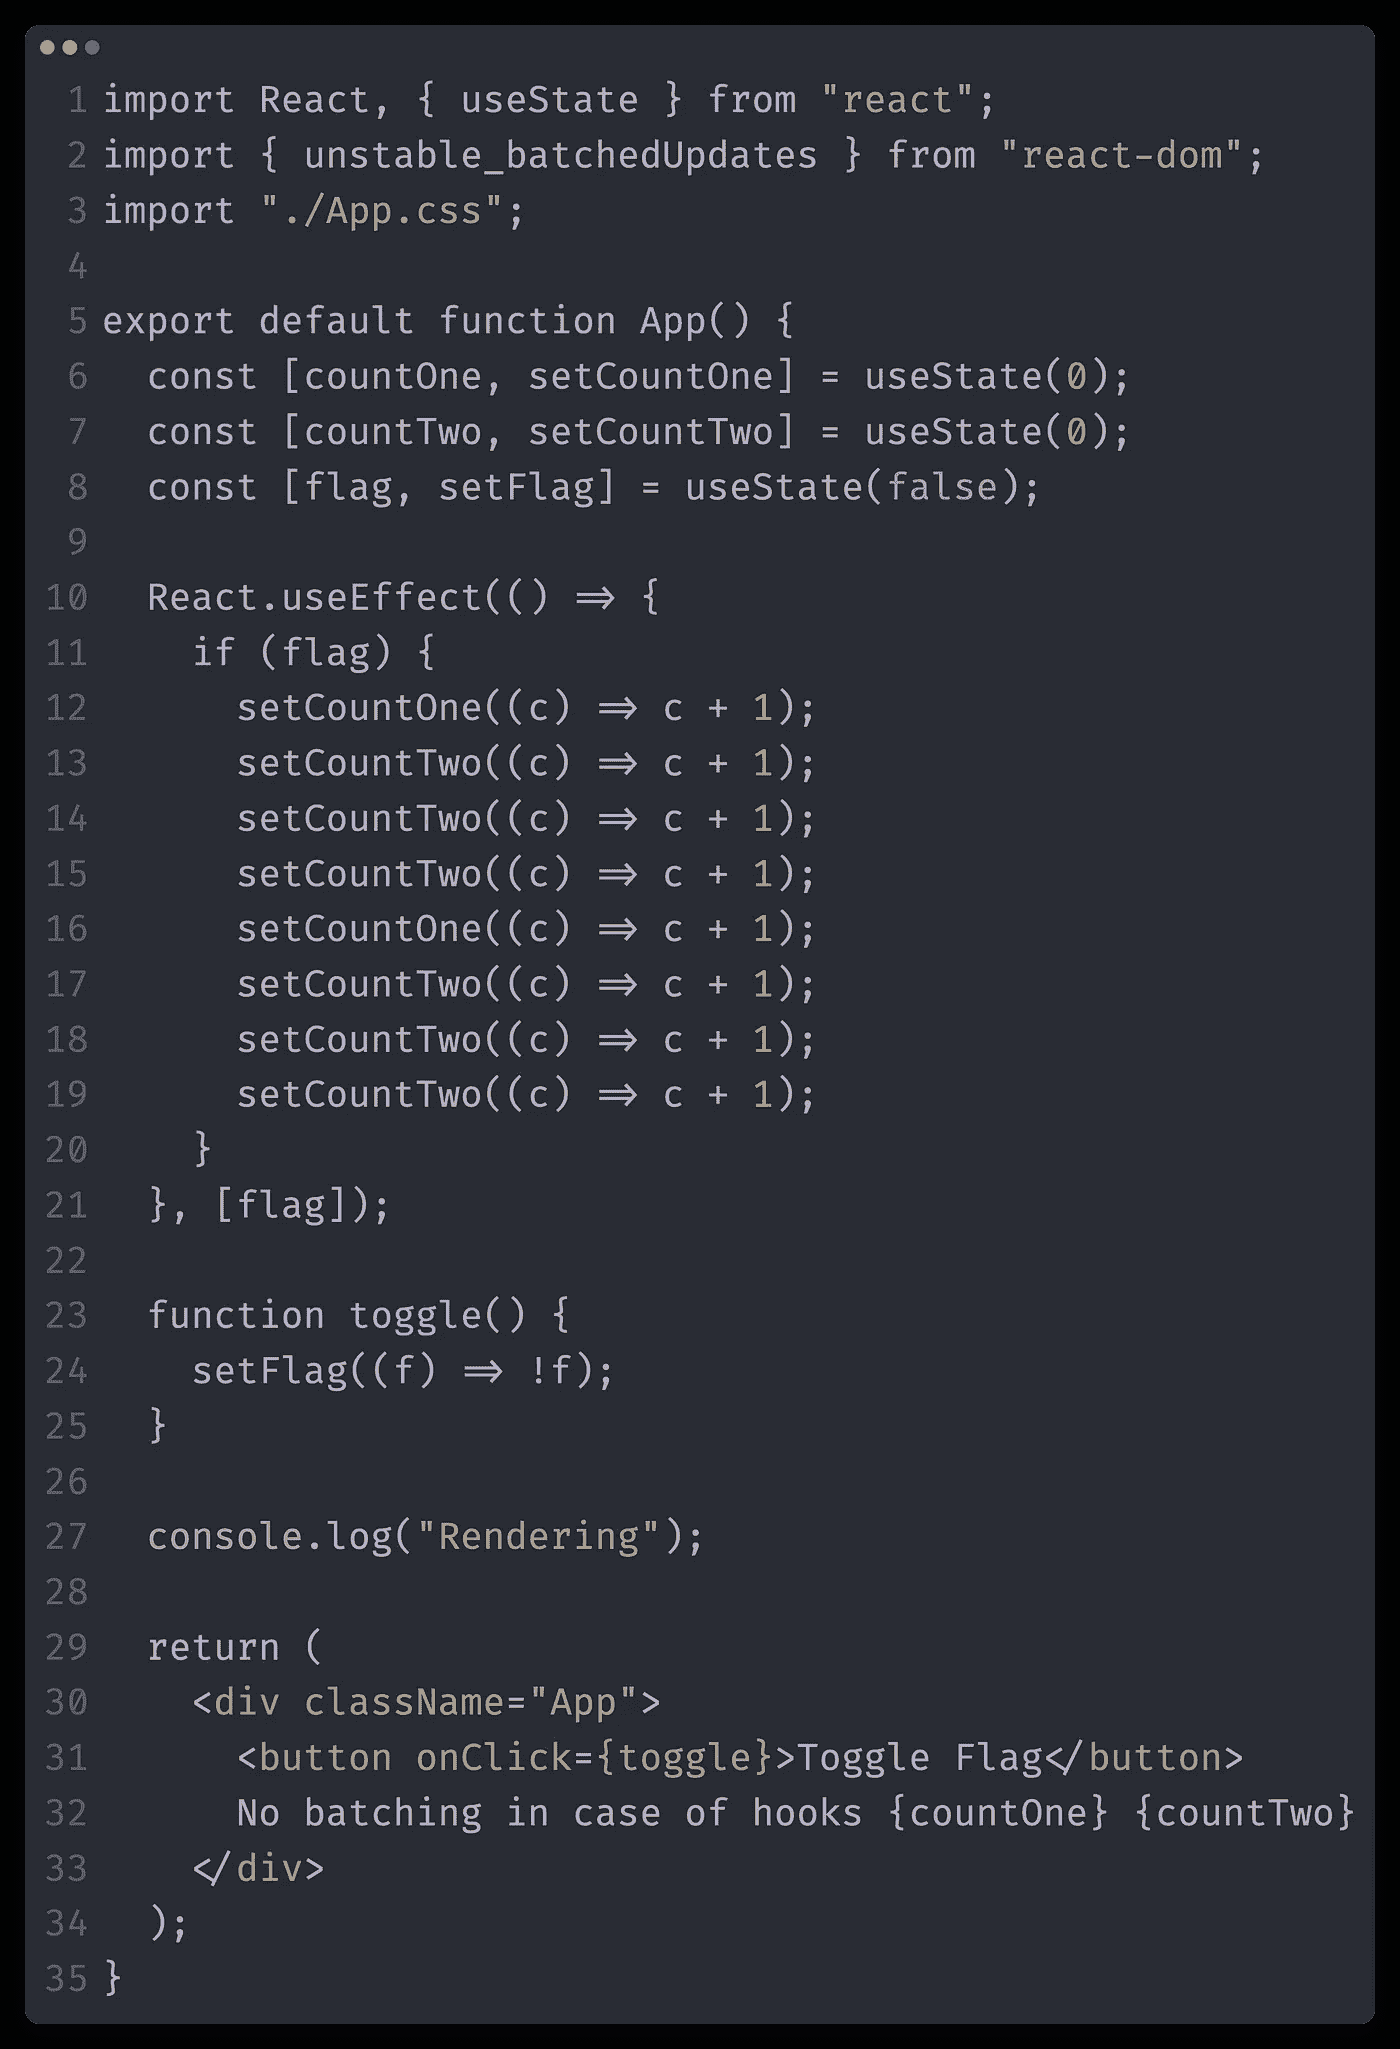 1 import React, { useState } from "react";
2 import { unstable_batchedUpdates } from "react-dom";
3 import "./App.css";
4
5 export default function App() {
6   const [countOne, setCountOne] = useState(0);
7   const [countTwo, setCountTwo] = useState(0);
8   const [flag, setFlag] = useState(false);
9
10   React.useEffect(() => {
11     if (flag) {
12       setCountOne((c) => c + 1);
13       setCountTwo((c) => c + 1);
14       setCountTwo((c) => c + 1);
15       setCountTwo((c) => c + 1);
16       setCountOne((c) => c + 1);
17       setCountTwo((c) => c + 1);
18       setCountTwo((c) => c + 1);
19       setCountTwo((c) => c + 1);
20     }
21   }, [flag]);
22
23   function toggle() {
24     setFlag((f) => !f);
25   }
26
27   console.log("Rendering");
28
29   return (
30     <div className="App">
31       <button onClick={toggle}>Toggle Flag</button>
32       No batching in case of hooks {countOne} {countTwo}
33     </div>
34   );
35 }